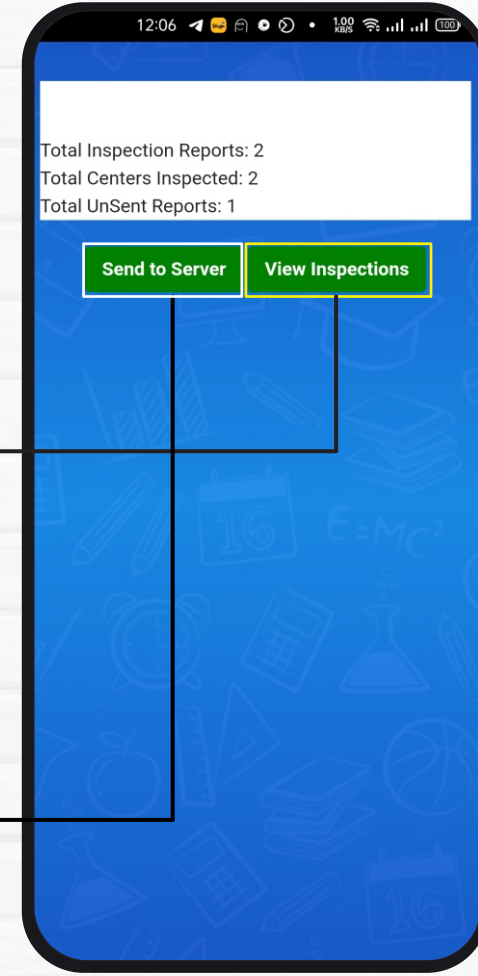 12:06
1.00
KB/S
100
Total Inspection Reports: 2
Total Centers Inspected: 2
Total UnSent Reports: 1
Send to Server
View Inspections
16
E=MC²
16